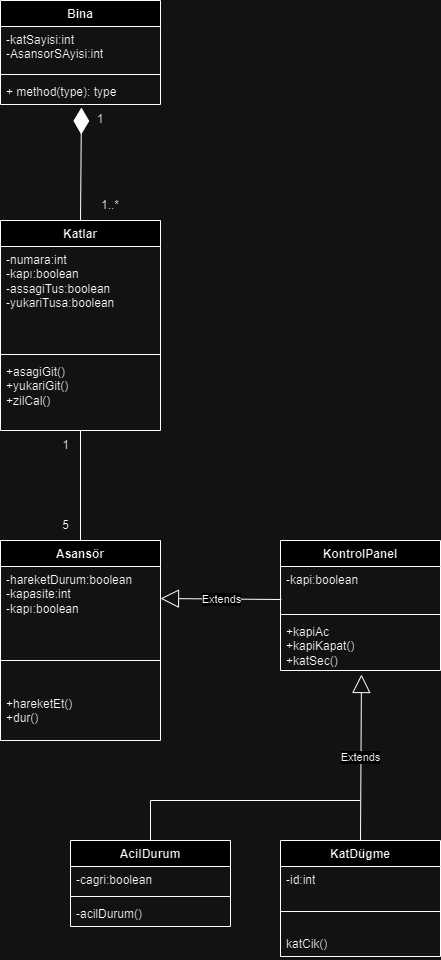 Bina
-katSayisi:int
-AsansorSAyisi:int
+ method(type): type
1
1..*
Katlar
-numara:int
-kapı:boolean
-assagiTus:boolean
-yukariTusa:boolean
+asagiGit()
+yukariGit()
+zilCal()
1
5
Asansör
-hareketDurum:boolean
-kapasite:int
-kapı:boolean
+hareketEt()
+dur()
Extends
KontrolPanel
-kapi:boolean
+kapiAc
+kapiKapat()
+katSec()
Extends
AcilDurum
-cagri:boolean
-acilDurum()
KatDügme
-id:int
katCik()